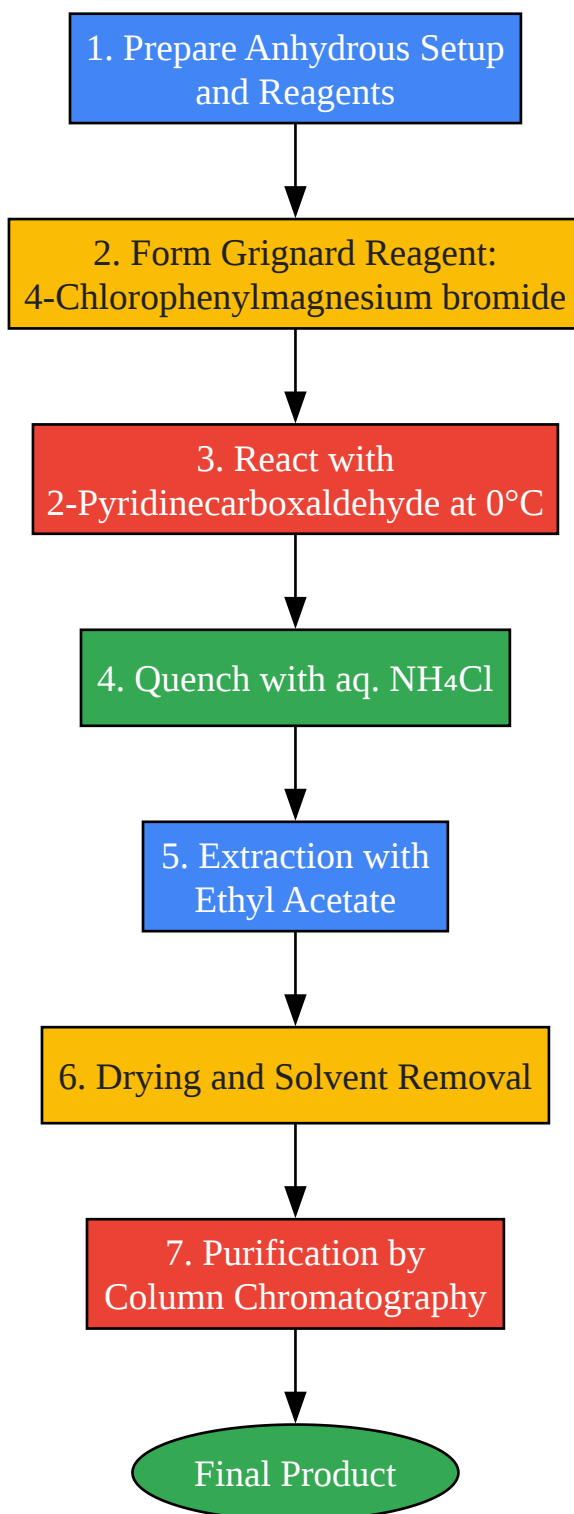 1. Prepare Anhydrous Setup
and Reagents
2. Form Grignard Reagent:
4-Chlorophenylmagnesium bromide
3. React with
2-Pyridinecarboxaldehyde at 0°C
4. Quench with aq. NH₄Cl
5. Extraction with
Ethyl Acetate
6. Drying and Solvent Removal
7. Purification by
Column Chromatography
Final Product